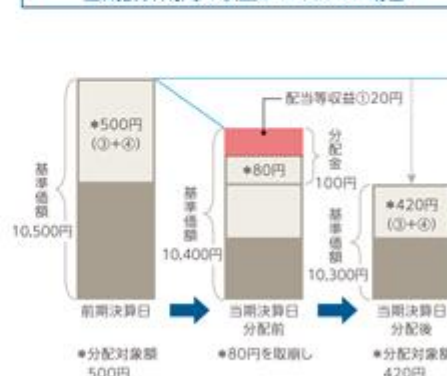 配当等収益①20円
*500円
(③+④)
*80円
分配金
100円
*420円
(③+④)
基準価額
10,500円
基準価額
10,400円
基準価額
10,300円
前期決算日
当期決算日
分配前
当期決算日
分配後
*分配対象額
500円
*80円を取崩し
*分配対象額
420円